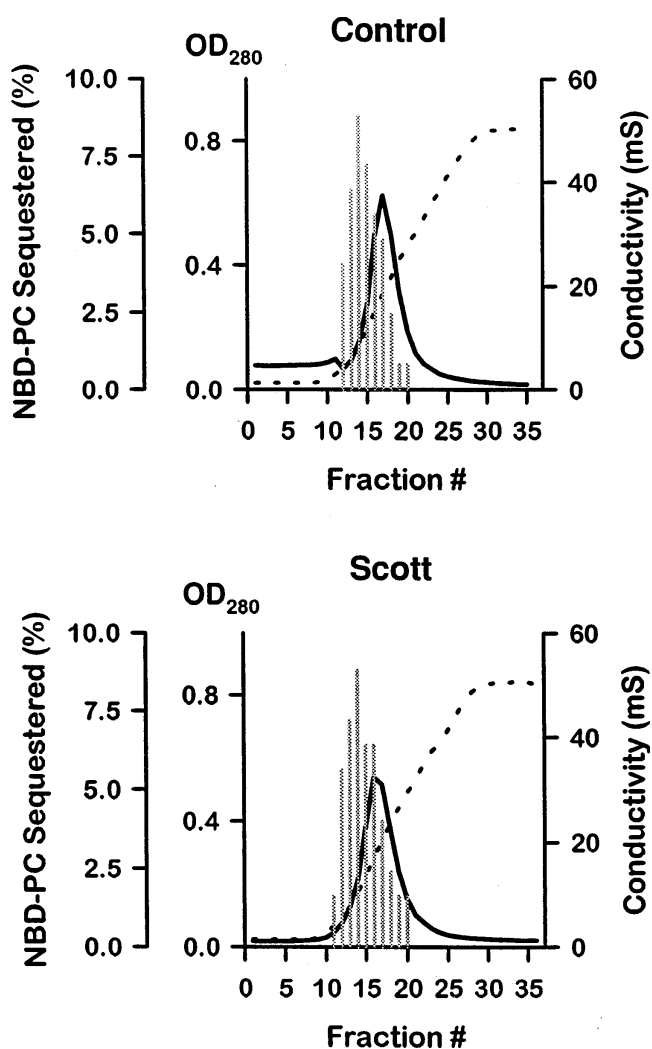 Control
OD280
NBD-PC Sequestered (%)
10.0
7.5
5.0
2.5
0.0
0.8
0.4
0.0
60
40
20
0
Conductivity (mS)
0 5 10 15 20 25 30 35
Fraction #
Scott
OD280
NBD-PC Sequestered (%)
10.0
7.5
5.0
2.5
0.0
0.8
0.4
0.0
60
40
20
0
Conductivity (mS)
0 5 10 15 20 25 30 35
Fraction #